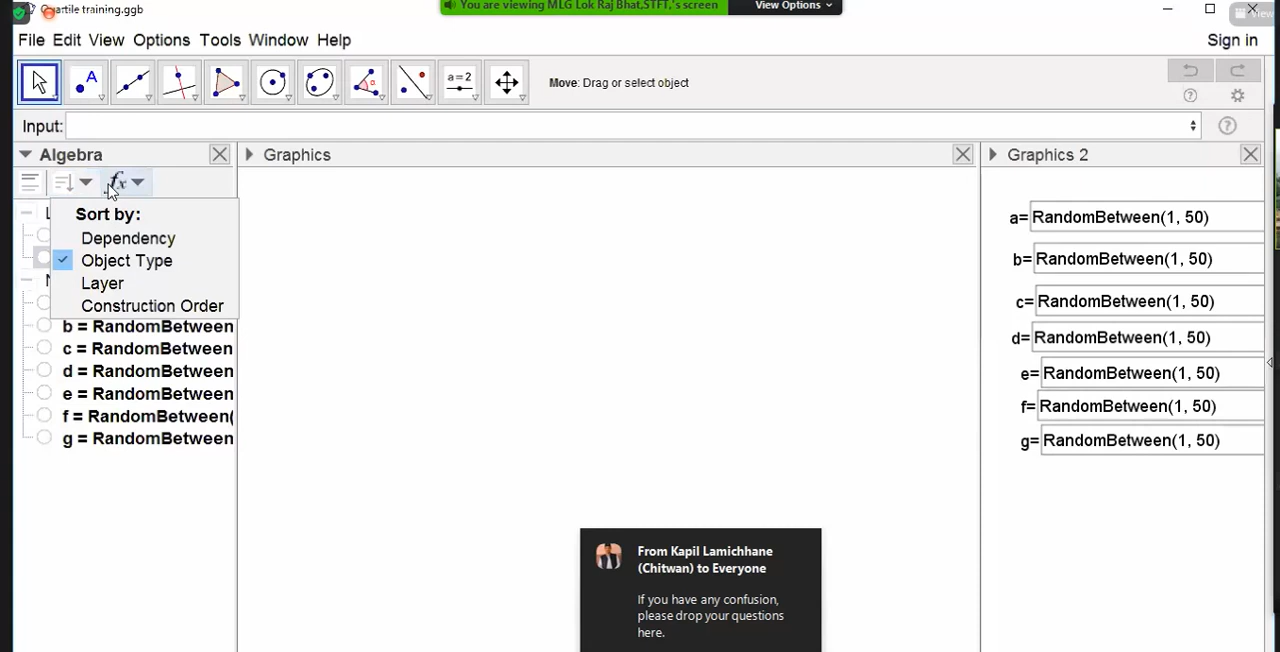 Quartile training.ggb
You are viewing MLG Lok Raj Bhat,STFT,'s screen
View Options
View
File Edit View Options Tools Window Help
Sign in
A
a=2
Move: Drag or select object
Input:
Algebra
Graphics
Graphics 2
fx
Sort by:
Dependency
Object Type
Layer
Construction Order
b = RandomBetween
c = RandomBetween
d = RandomBetween
e = RandomBetween
f = RandomBetween(
g = RandomBetween
a= RandomBetween(1, 50)
b= RandomBetween(1, 50)
c= RandomBetween(1, 50)
d= RandomBetween(1, 50)
e= RandomBetween(1, 50)
f= RandomBetween(1, 50)
g= RandomBetween(1, 50)
From Kapil Lamichhane
(Chitwan) to Everyone
If you have any confusion,
please drop your questions
here.